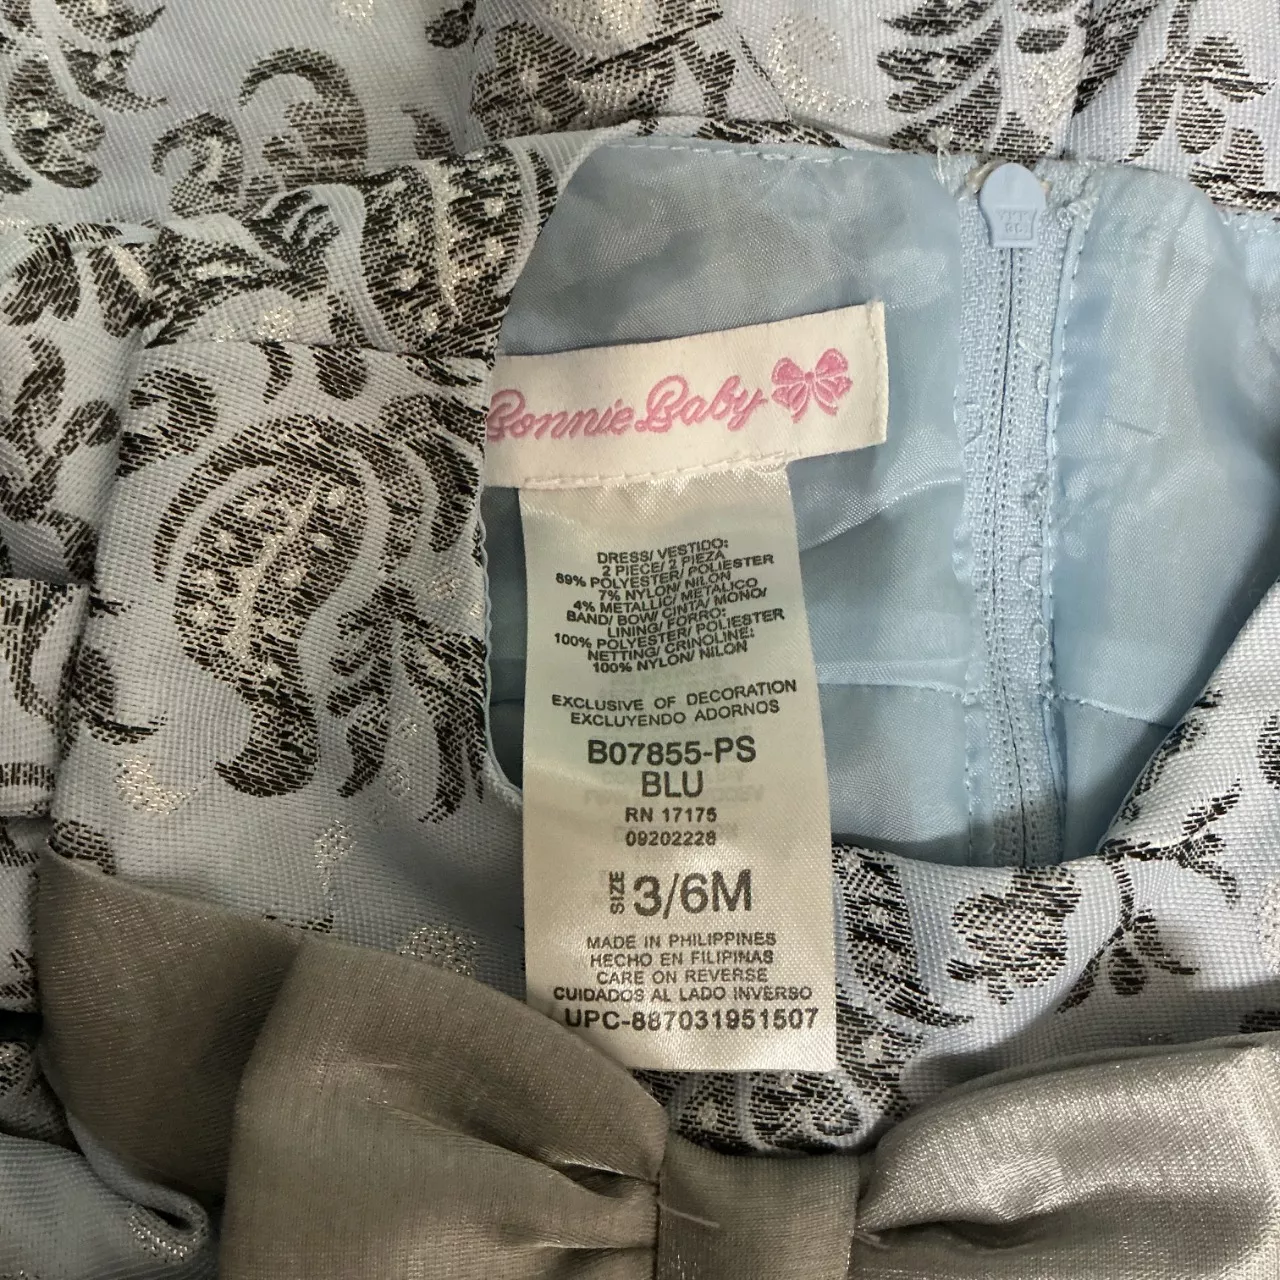 Bonnie Baby
DRESS/ VESTIDO:
2 PIECE/ 2 PIEZA
89% POLYESTER/ POLIESTER
7% NYLON/ NILON
4% METALLIC/ METALICO
BAND/ BOW/ CINTA/ MONO/
LINING/ FORRO:
100% POLYESTER/ POLIESTER
NETTING/ CRINOLINE:
100% NYLON/ NILON
EXCLUSIVE OF DECORATION
EXCLUYENDO ADORNOS
B07855-PS
BLU
RN 17175
09202228
SIZE 3/6M
MADE IN PHILIPPINES
HECHO EN FILIPINAS
CARE ON REVERSE
CUIDADOS AL LADO INVERSO
UPC-887031951507